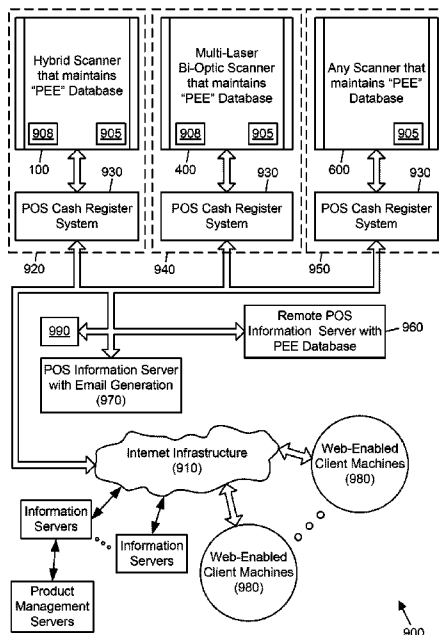 Hybrid Scanner
that maintains
“PEE” Database
908 905
100
930
POS Cash Register
System
920
Multi-Laser
Bi-Optic Scanner
that maintains
“PEE” Database
908 905
400
930
POS Cash Register
System
940
Any Scanner that
maintains “PEE”
Database
905
600
930
POS Cash Register
System
950
990
Remote POS
Information Server with
PEE Database
960
POS Information Server
with Email Generation
(970)
Internet Infrastructure
(910)
Web-Enabled
Client Machines
(980)
Information
Servers
Information
Servers
Web-Enabled
Client Machines
(980)
Product
Management
Servers
900